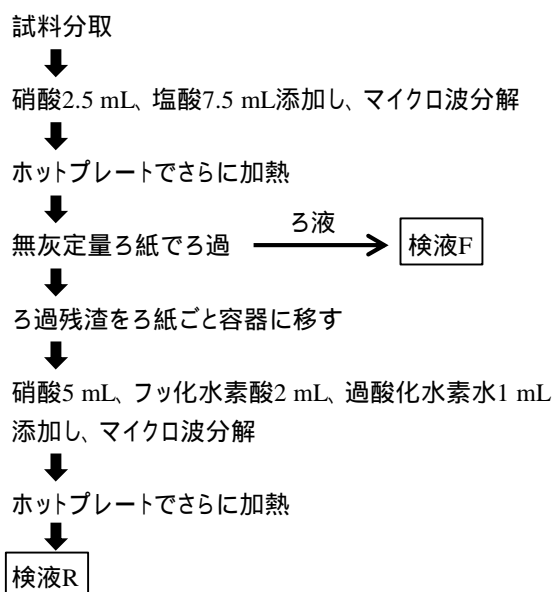 試料分取
硝酸2.5 mL、塩酸7.5 mL添加し、マイクロ波分解
ホットプレートでさらに加熱
無灰定量ろ紙でろ過
ろ液
検液F
ろ過残渣をろ紙ごと容器に移す
硝酸5 mL、フッ化水素酸2 mL、過酸化水素水1 mL
添加し、マイクロ波分解
ホットプレートでさらに加熱
検液R